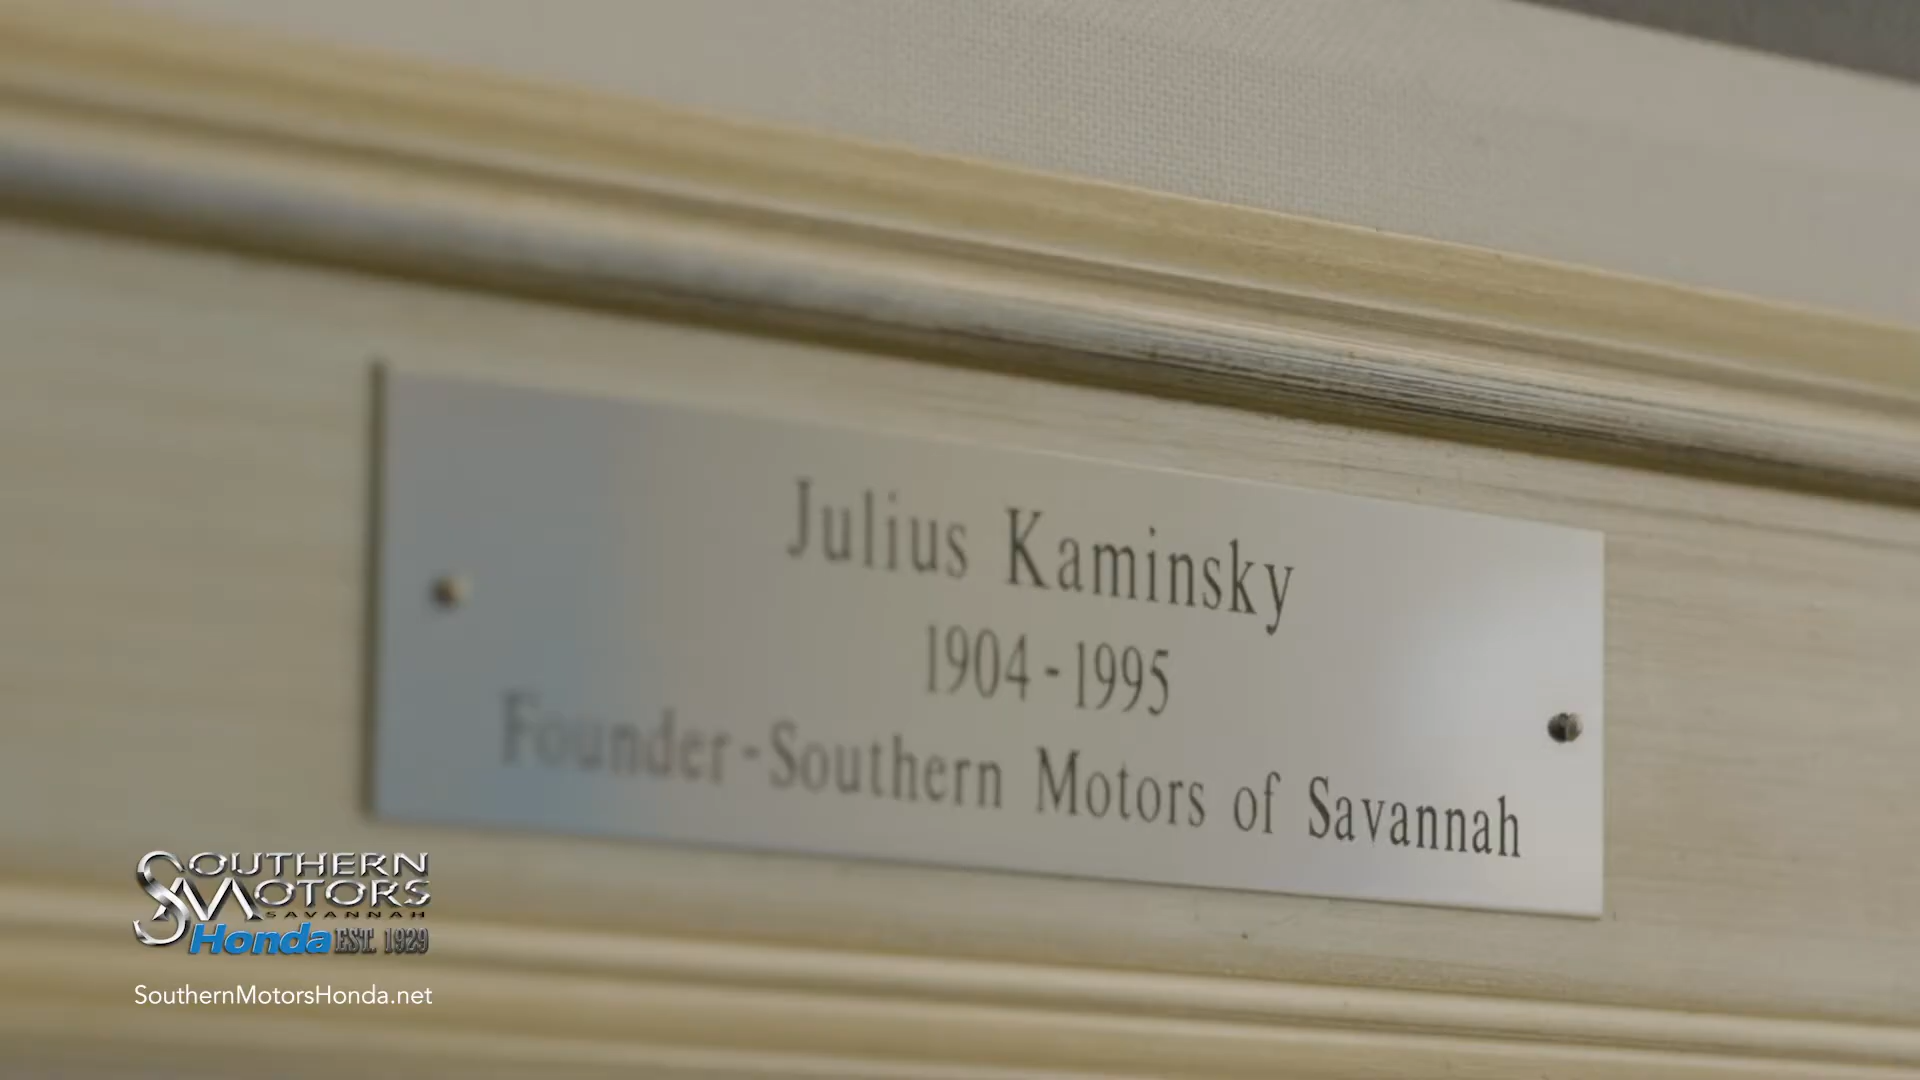 Julius Kaminsky
1904-1995
Founder-Southern Motors of Savannah
SOUTHERN
MOTORS
SAVANNAH
Honda EST. 1929
SouthernMotorsHonda.net